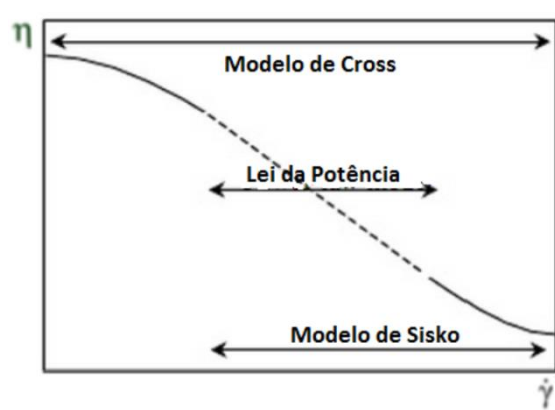 η
Modelo de Cross
Lei da Potência
Modelo de Sisko
γ̇